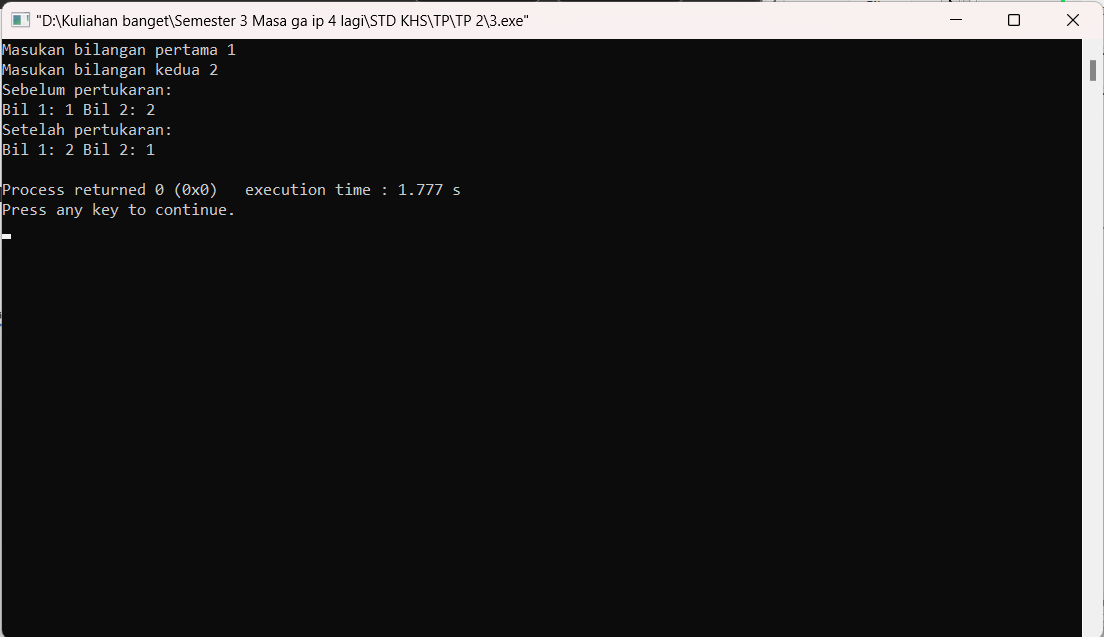 "D:\Kuliahan banget\Semester 3 Masa ga ip 4 lagi\STD KHS\TP\TP 2\3.exe"
Masukan bilangan pertama 1
Masukan bilangan kedua 2
Sebelum pertukaran:
Bil 1: 1 Bil 2: 2
Setelah pertukaran:
Bil 1: 2 Bil 2: 1
Process returned 0 (0x0)   execution time : 1.777 s
Press any key to continue.